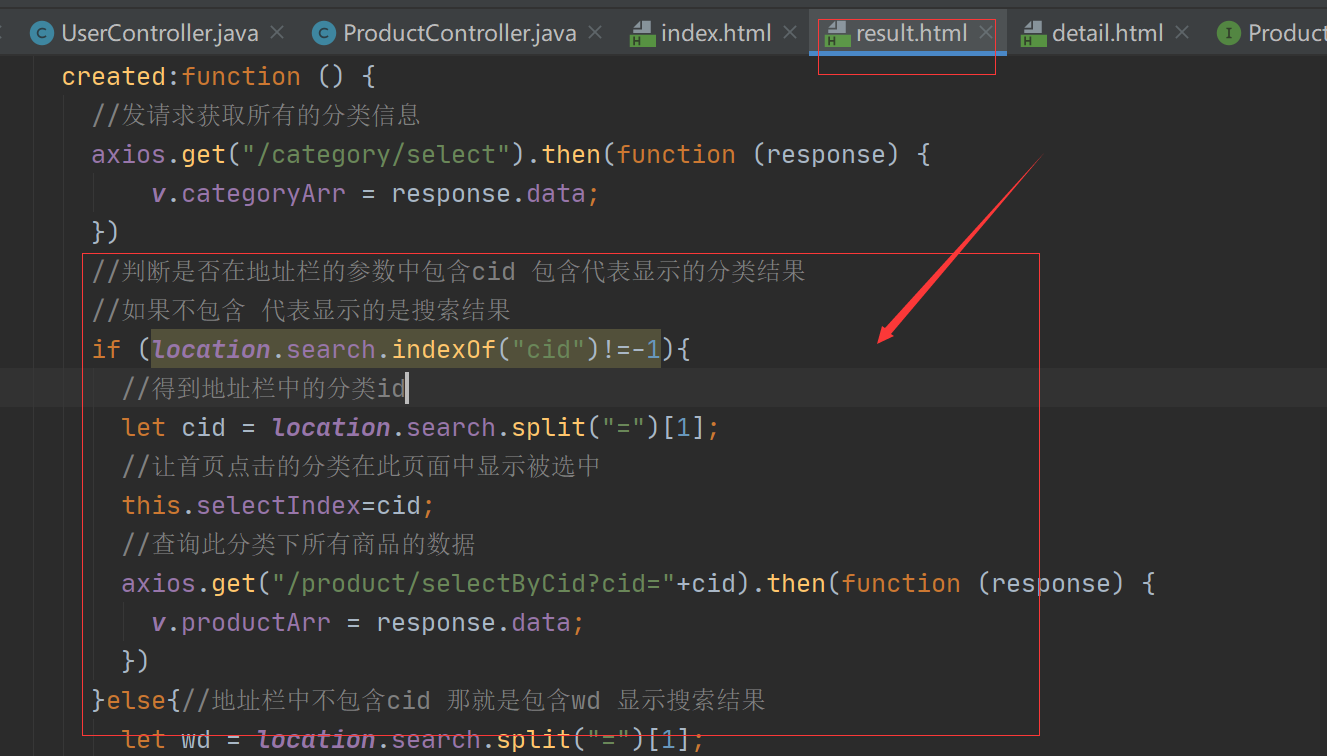 UserController.java ProductController.java index.html result.html detail.html Product
created:function () {
//发请求获取所有的分类信息
axios.get("/category/select").then(function (response) {
v.categoryArr = response.data;
})
//判断是否在地址栏的参数中包含cid 包含代表显示的分类结果
//如果不包含 代表显示的是搜索结果
if (location.search.indexOf("cid")!=-1){
//得到地址栏中的分类id
let cid = location.search.split("=")[1];
//让首页点击的分类在此页面中显示被选中
this.selectIndex=cid;
//查询此分类下所有商品的数据
axios.get("/product/selectByCid?cid="+cid).then(function (response) {
v.productArr = response.data;
})
}else{//地址栏中不包含cid 那就是包含wd 显示搜索结果
let wd = location.search.split("=")[1];